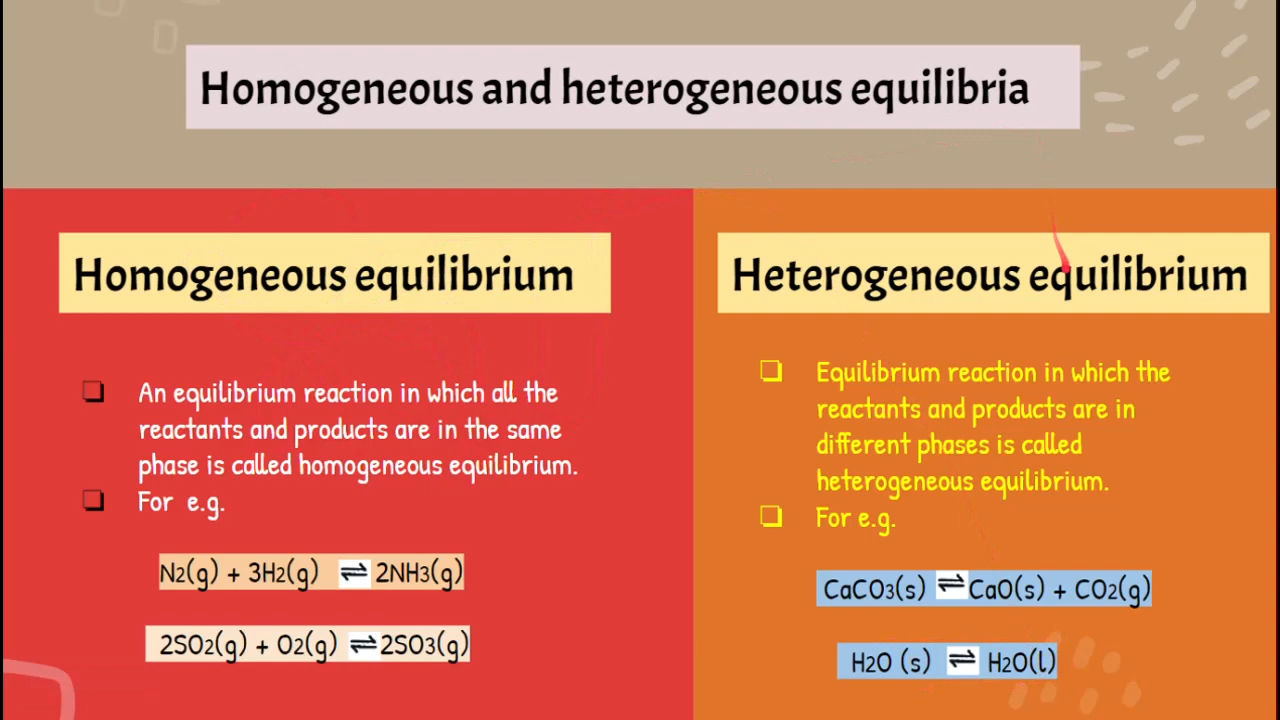 Homogeneous and heterogeneous equilibria
Homogeneous equilibrium
An equilibrium reaction in which all the
reactants and products are in the same
phase is called homogeneous equilibrium.
For e.g.
N2(g) + 3H2(g) ⇌ 2NH3(g)
2SO2(g) + O2(g) ⇌2SO3(g)
Heterogeneous equilibrium
Equilibrium reaction in which the
reactants and products are in
different phases is called
heterogeneous equilibrium.
For e.g.
CaCO3(s) ⇌CaO(s) + CO2(g)
H2O (s) ⇌ H2O(l)